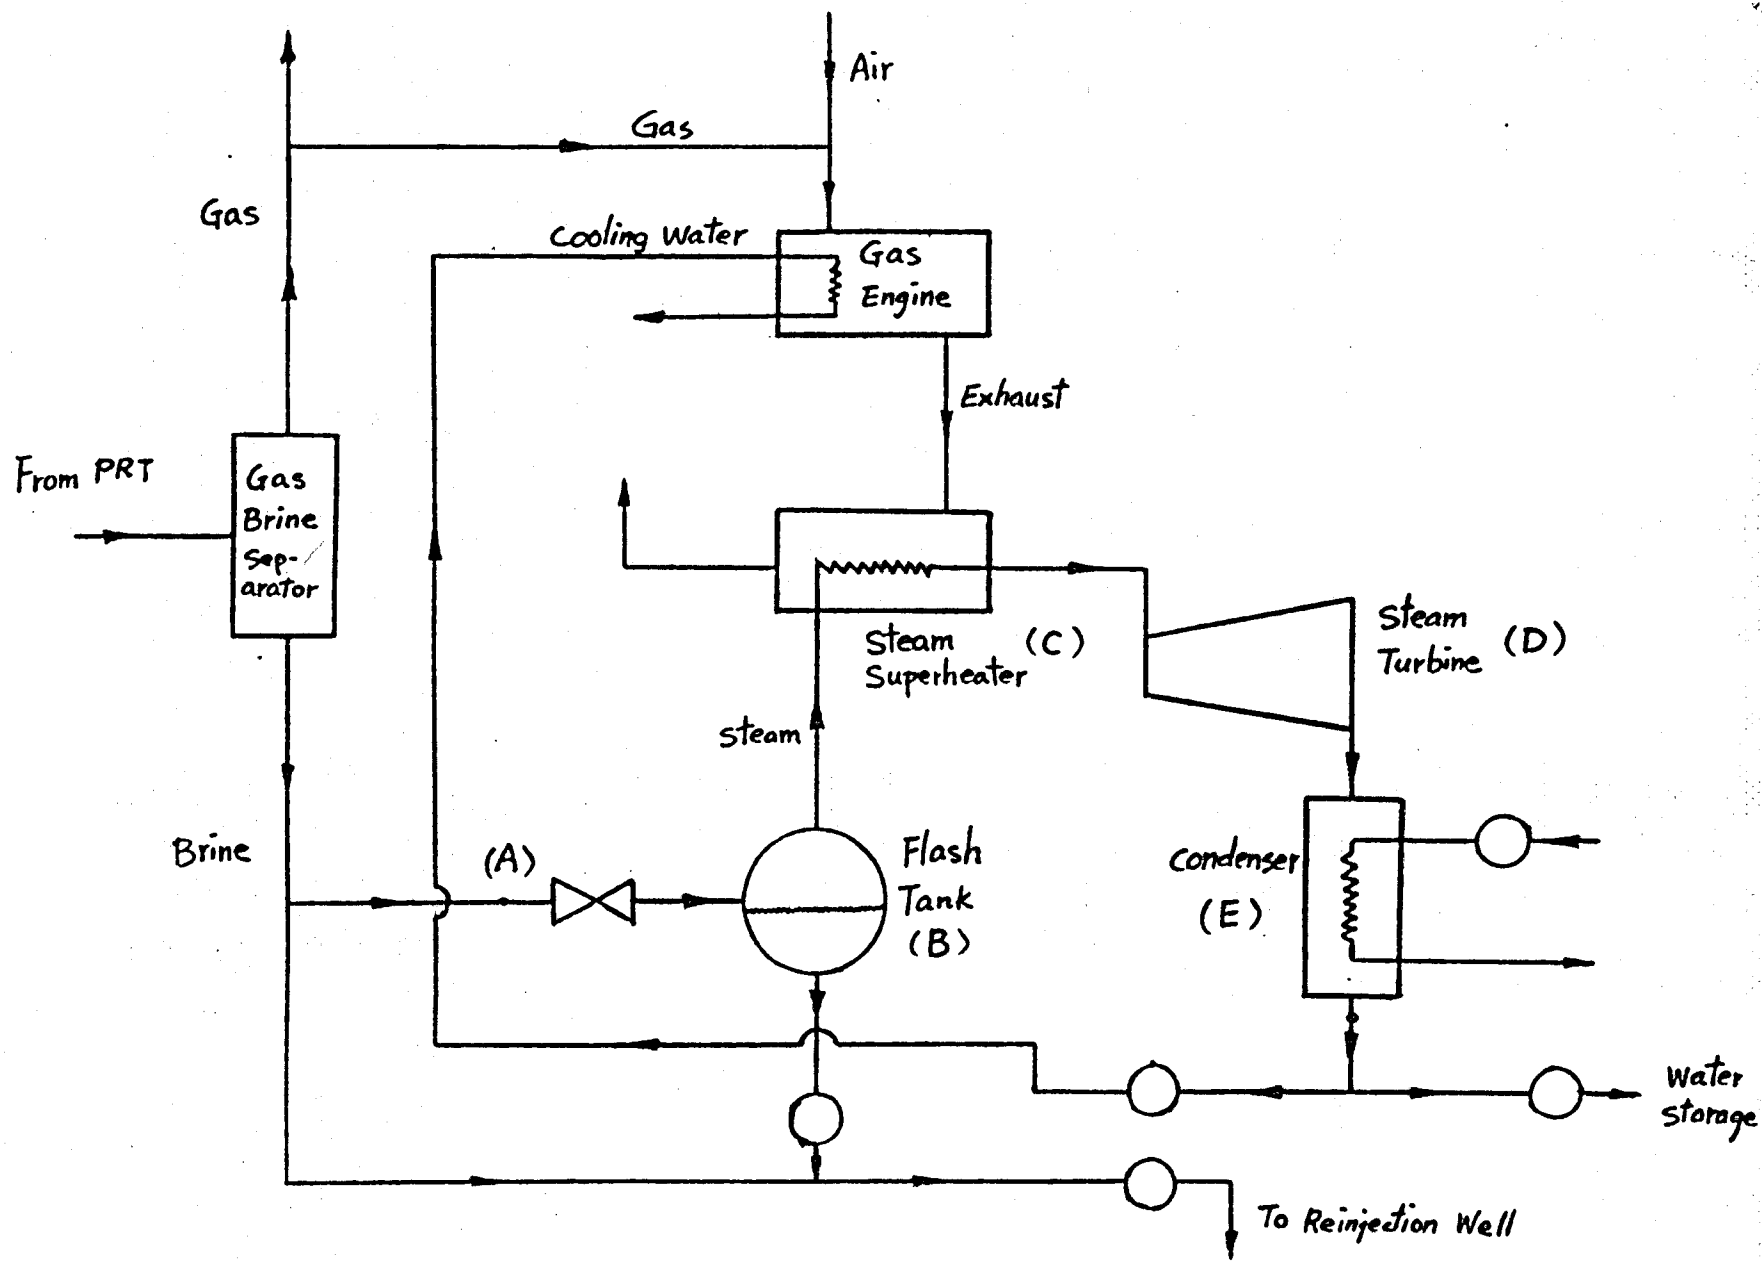 Air
Gas
Gas
Cooling Water
Gas
Engine
Exhaust
From PRT
Gas
Brine
Sep-
arator
Steam
Superheater
(C)
Steam
Turbine
(D)
Steam
Brine
(A)
Flash
Tank
(B)
Condenser
(E)
Water
Storage
To Reinjection Well